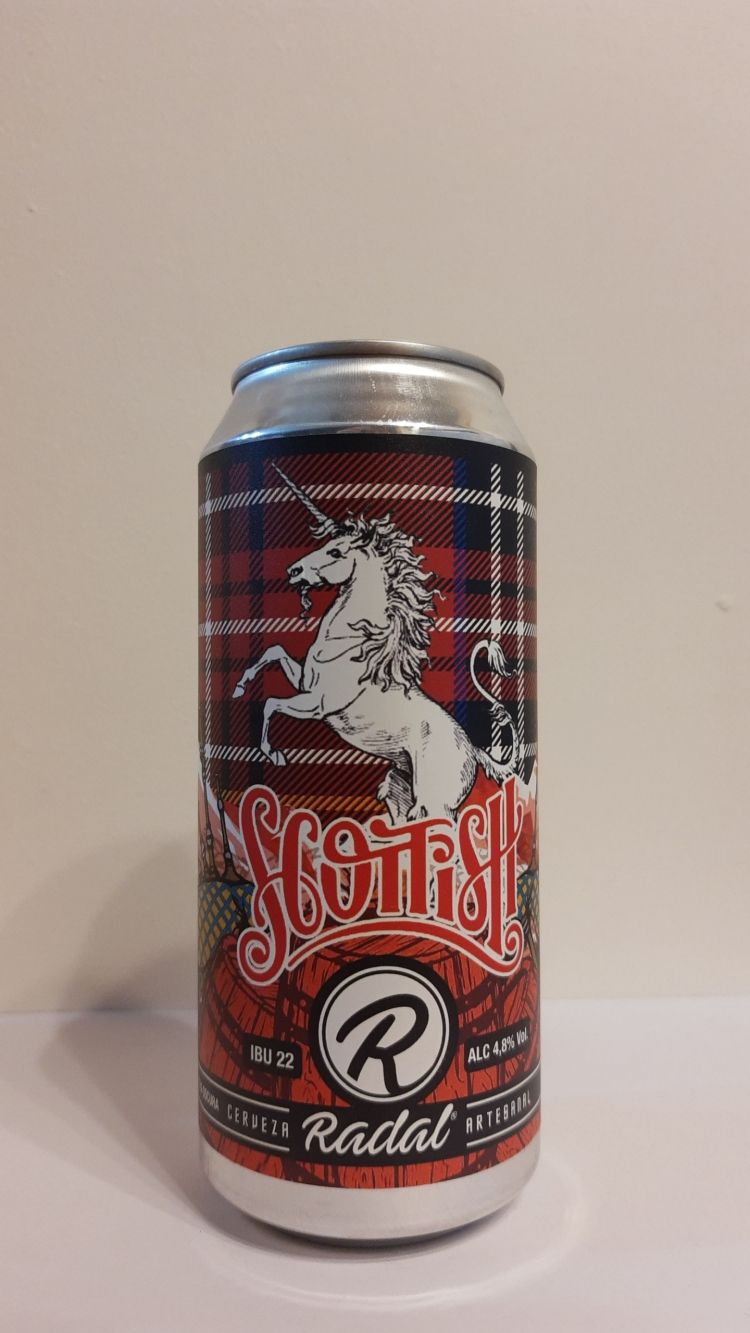 SCOTTISH
R
IBU 22
ALC 4,8% Vol.
CERVEZA Radal® ARTESANAL